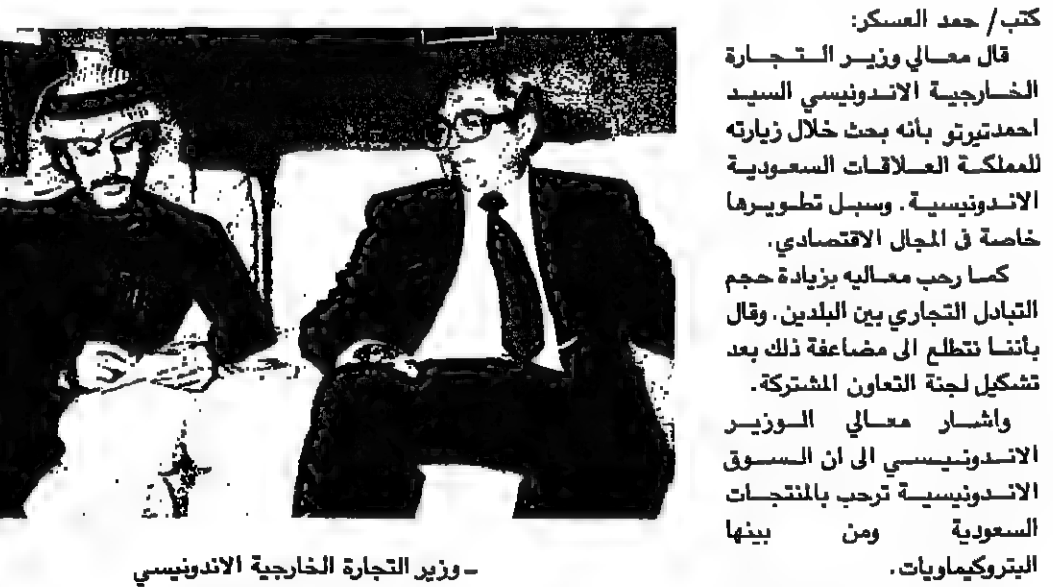 كتب/ حمد العسكر:
قال معالي وزير التجارة
الخارجية الاندونيسي السيد
احمدتيرتو بأنه بحث خلال زيارته
للمملكة العلاقات السعودية
الاندونيسية. وسبل تطويرها
خاصة في المجال الاقتصادي.
كما رحب معاليه بزيادة حجم
التبادل التجاري بين البلدين. وقال
بأننا نتطلع الى مضاعفة ذلك بعد
تشكيل لجنة التعاون المشتركة.
واشار معالي الوزير
الاندونيسي الى ان السوق
الاندونيسية ترحب بالمنتجات
السعودية ومن بينها
البتروكيماويات.
ـ وزير التجارة الخارجية الاندونيسي